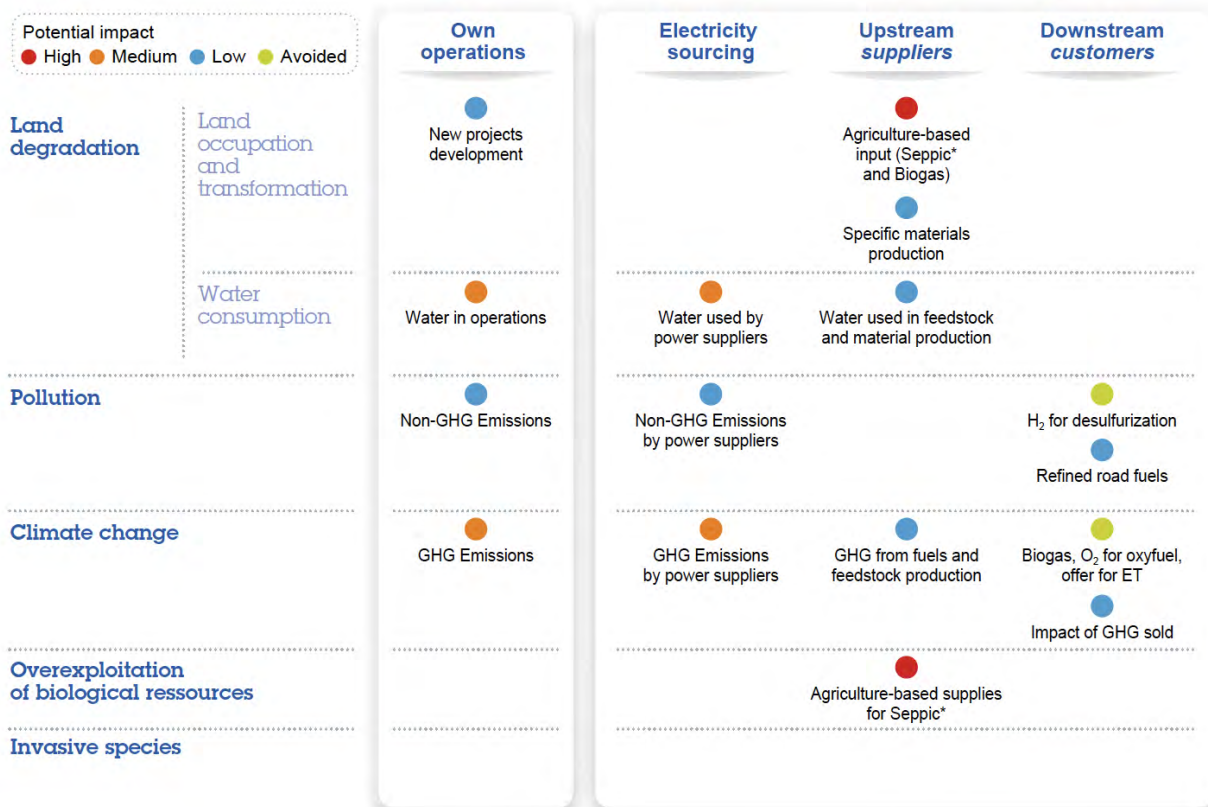 Potential impact
High Medium Low Avoided
Own
operations
Electricity
sourcing
Upstream
suppliers
Downstream
customers
Land
degradation
Land
occupation
and
transformation
New projects
development
Agriculture-based
input (Seppic*
and Biogas)
Specific materials
production
Water
consumption
Water in operations
Water used by
power suppliers
Water used in feedstock
and material production
Pollution
Non-GHG Emissions
Non-GHG Emissions
by power suppliers
H₂ for desulfurization
Refined road fuels
Climate change
GHG Emissions
GHG Emissions
by power suppliers
GHG from fuels and
feedstock production
Biogas, O₂ for oxyfuel,
offer for ET
Impact of GHG sold
Overexploitation
of biological ressources
Agriculture-based supplies
for Seppic*
Invasive species